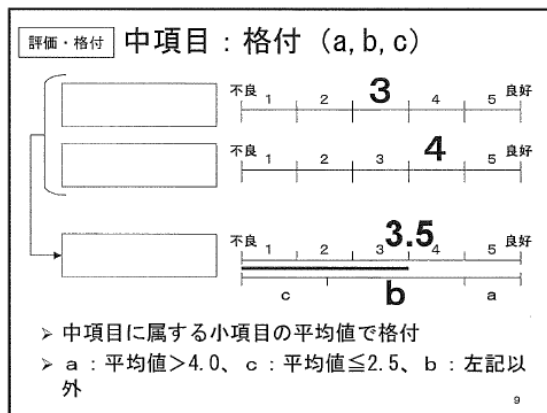 評価・格付
中項目：格付（a,b,c）
不良 1 2 3 4 5 良好
不良 1 2 3 4 5 良好
不良 1 2 3.5 4 5 良好
c b a
➢ 中項目に属する小項目の平均値で格付
➢ ａ：平均値＞4.0、ｃ：平均値≦2.5、ｂ：左記以
外
9